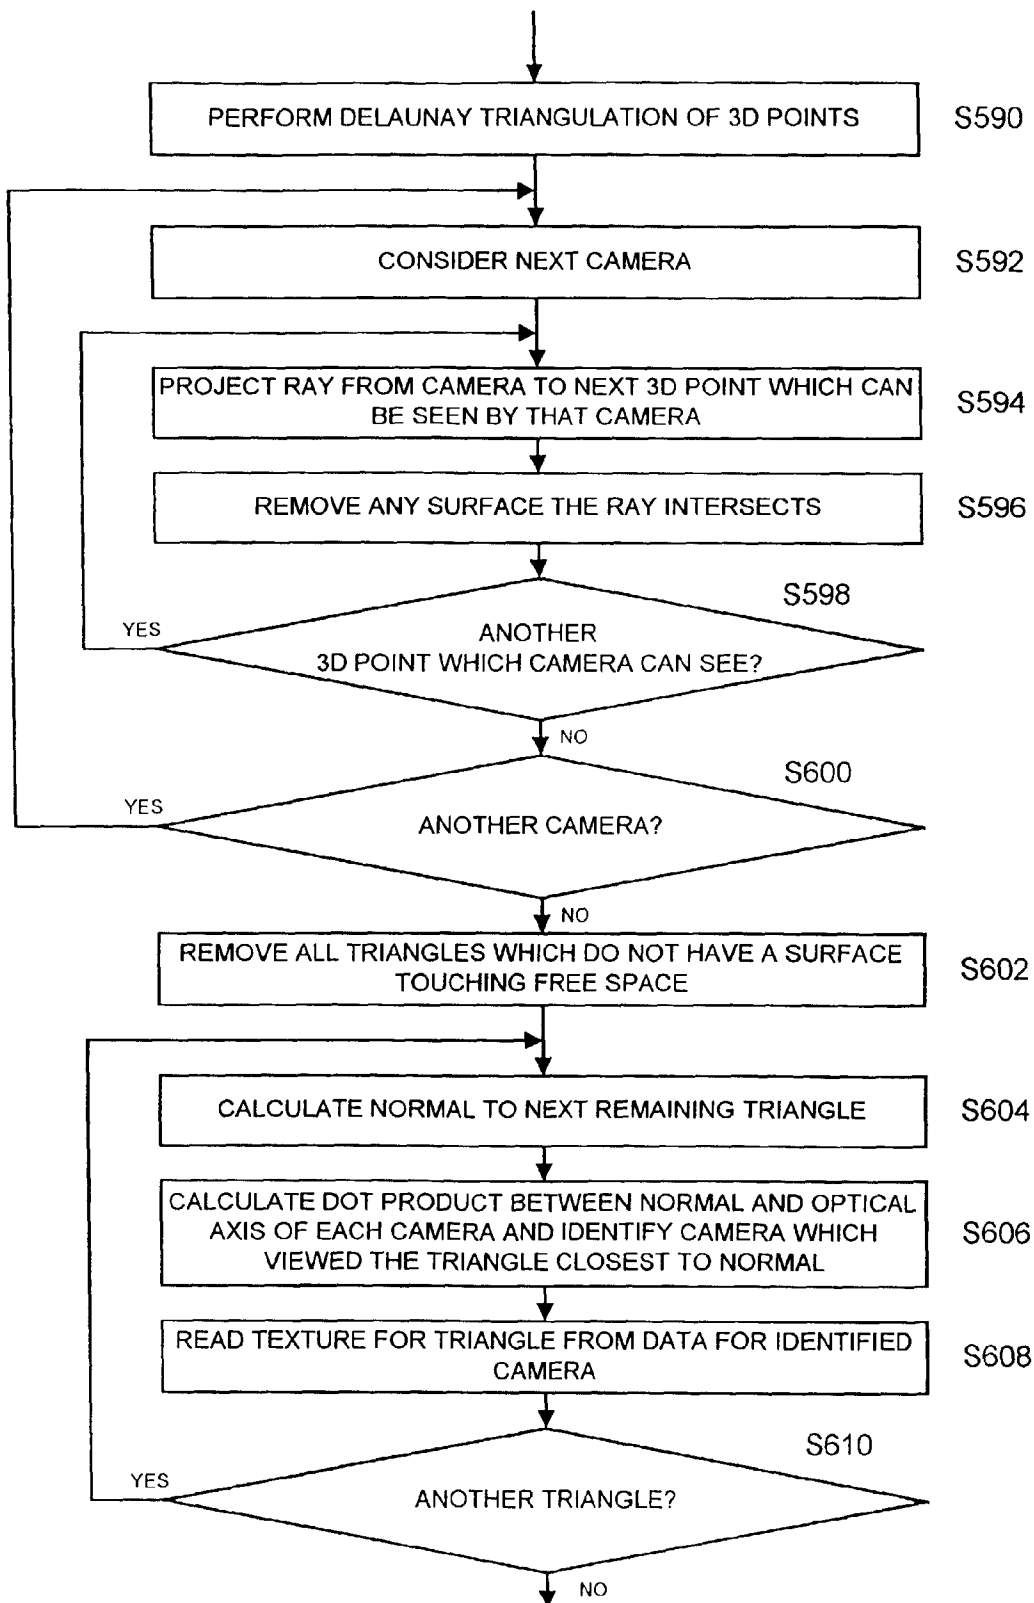 PERFORM DELAUNAY TRIANGULATION OF 3D POINTS
S590
CONSIDER NEXT CAMERA
S592
PROJECT RAY FROM CAMERA TO NEXT 3D POINT WHICH CAN
BE SEEN BY THAT CAMERA
S594
REMOVE ANY SURFACE THE RAY INTERSECTS
S596
S598
YES
ANOTHER
3D POINT WHICH CAMERA CAN SEE?
NO
S600
YES
ANOTHER CAMERA?
NO
REMOVE ALL TRIANGLES WHICH DO NOT HAVE A SURFACE
TOUCHING FREE SPACE
S602
CALCULATE NORMAL TO NEXT REMAINING TRIANGLE
S604
CALCULATE DOT PRODUCT BETWEEN NORMAL AND OPTICAL
AXIS OF EACH CAMERA AND IDENTIFY CAMERA WHICH
VIEWED THE TRIANGLE CLOSEST TO NORMAL
S606
READ TEXTURE FOR TRIANGLE FROM DATA FOR IDENTIFIED
CAMERA
S608
S610
YES
ANOTHER TRIANGLE?
NO